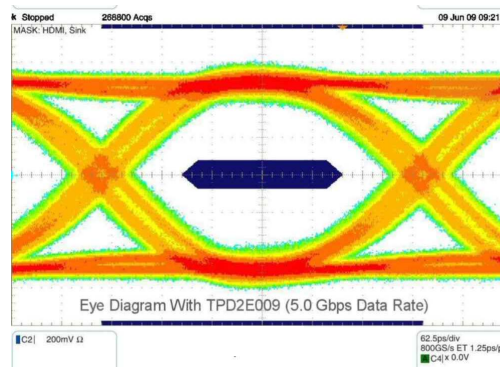 k Stopped 268800 Acqs 09 Jun 09 09:21
MASK: HDMI, Sink
Eye Diagram With TPD2E009 (5.0 Gbps Data Rate)
C2 200mV Ω 62.5ps/div
800GS/s ET 1.25ps/p
A C4 x 0.0V